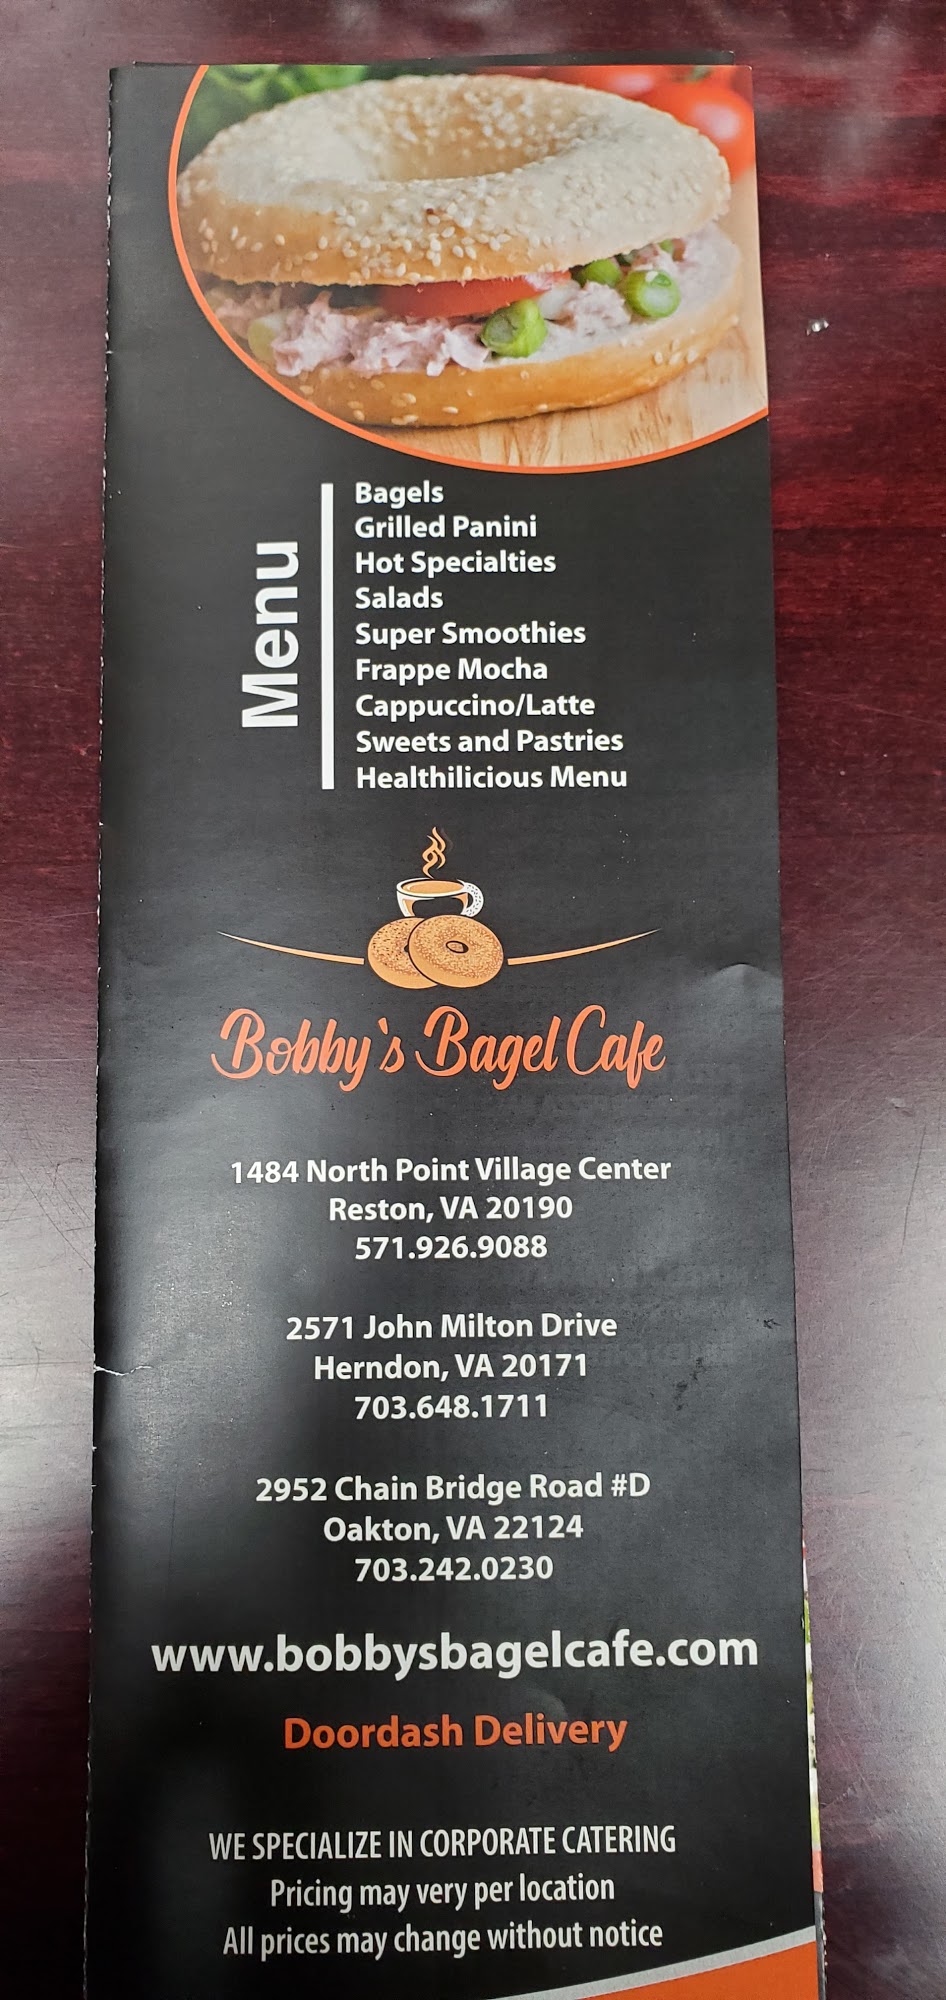 Menu
Bagels
Grilled Panini
Hot Specialties
Salads
Super Smoothies
Frappe Mocha
Cappuccino/Latte
Sweets and Pastries
Healthilicious Menu
Bobby's Bagel Cafe
1484 North Point Village Center
Reston, VA 20190
571.926.9088
2571 John Milton Drive
Herndon, VA 20171
703.648.1711
2952 Chain Bridge Road #D
Oakton, VA 22124
703.242.0230
www.bobbysbagelcafe.com
Doordash Delivery
WE SPECIALIZE IN CORPORATE CATERING
Pricing may very per location
All prices may change without notice